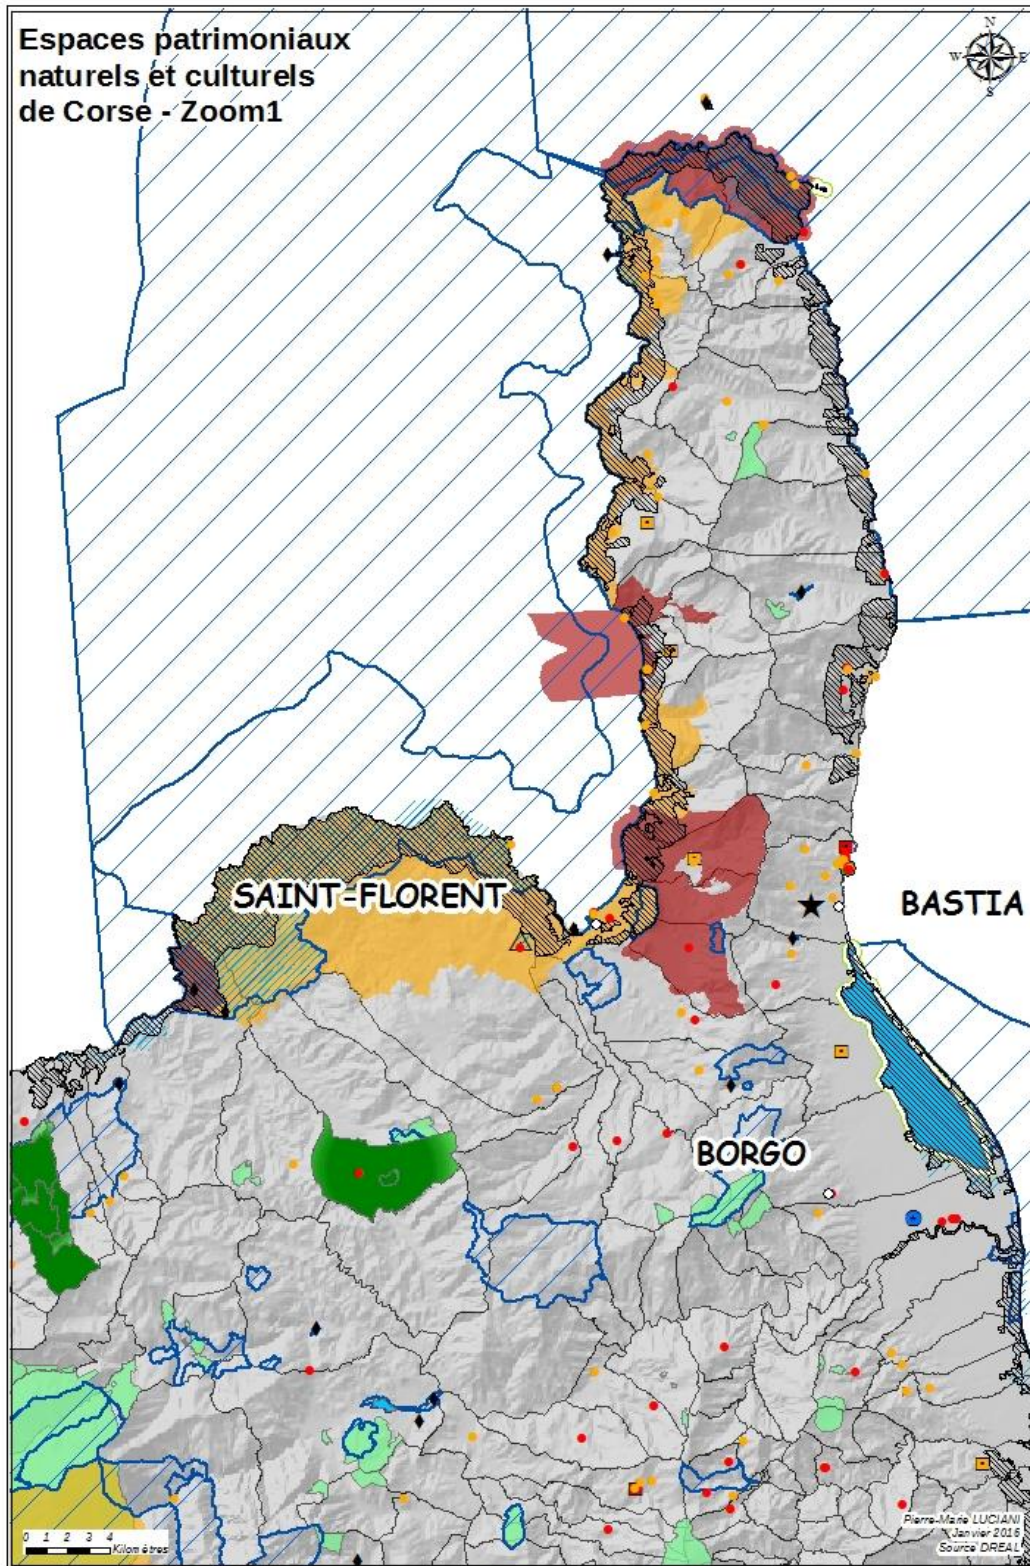 Espaces patrimoniaux
naturels et culturels
de Corse - Zoom1
N
W E
S
SAINT-FLORENT
BASTIA
BORGO
0 1 2 3 4
Kilomètres
Pierre-Marie LUCIANI
Janvier 2016
Source DREAL